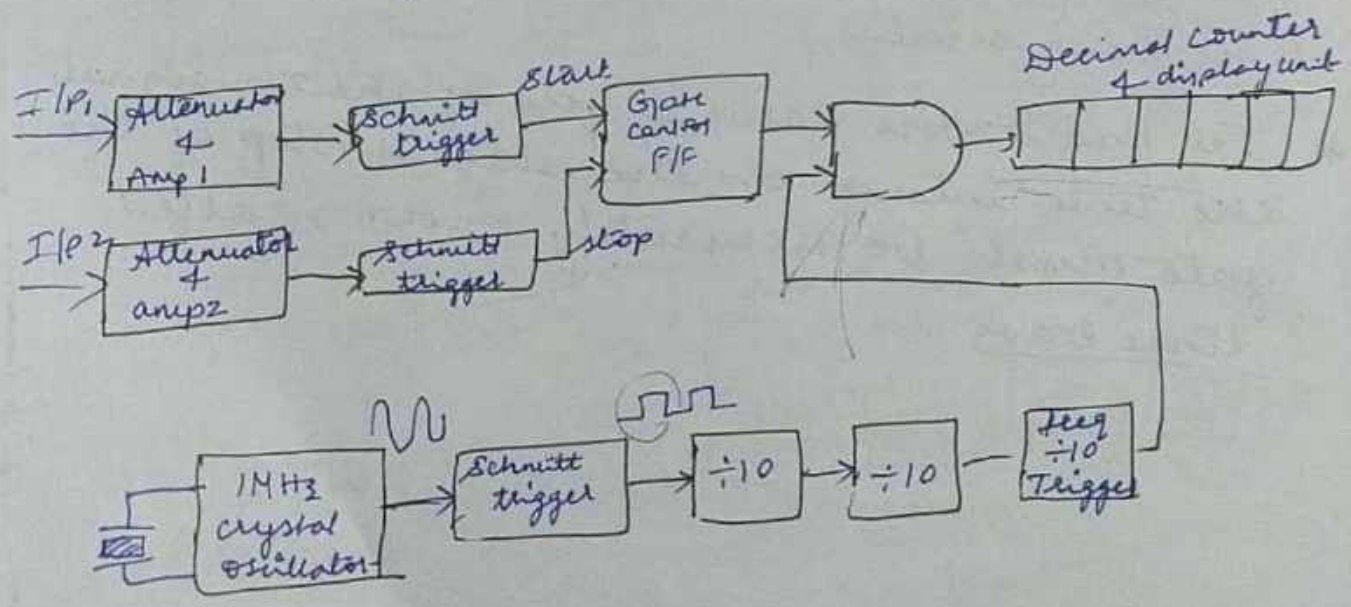 Decimal Counter
& display unit
I/P1
Attenuator
&
Amp 1
Schmitt
trigger
Start
Gate
control
F/F
I/P2
Attenuator
&
amp2
Schmitt
trigger
stop
1MHz
crystal
oscillator
Schmitt
trigger
÷10
÷10
freq
÷10
Trigger